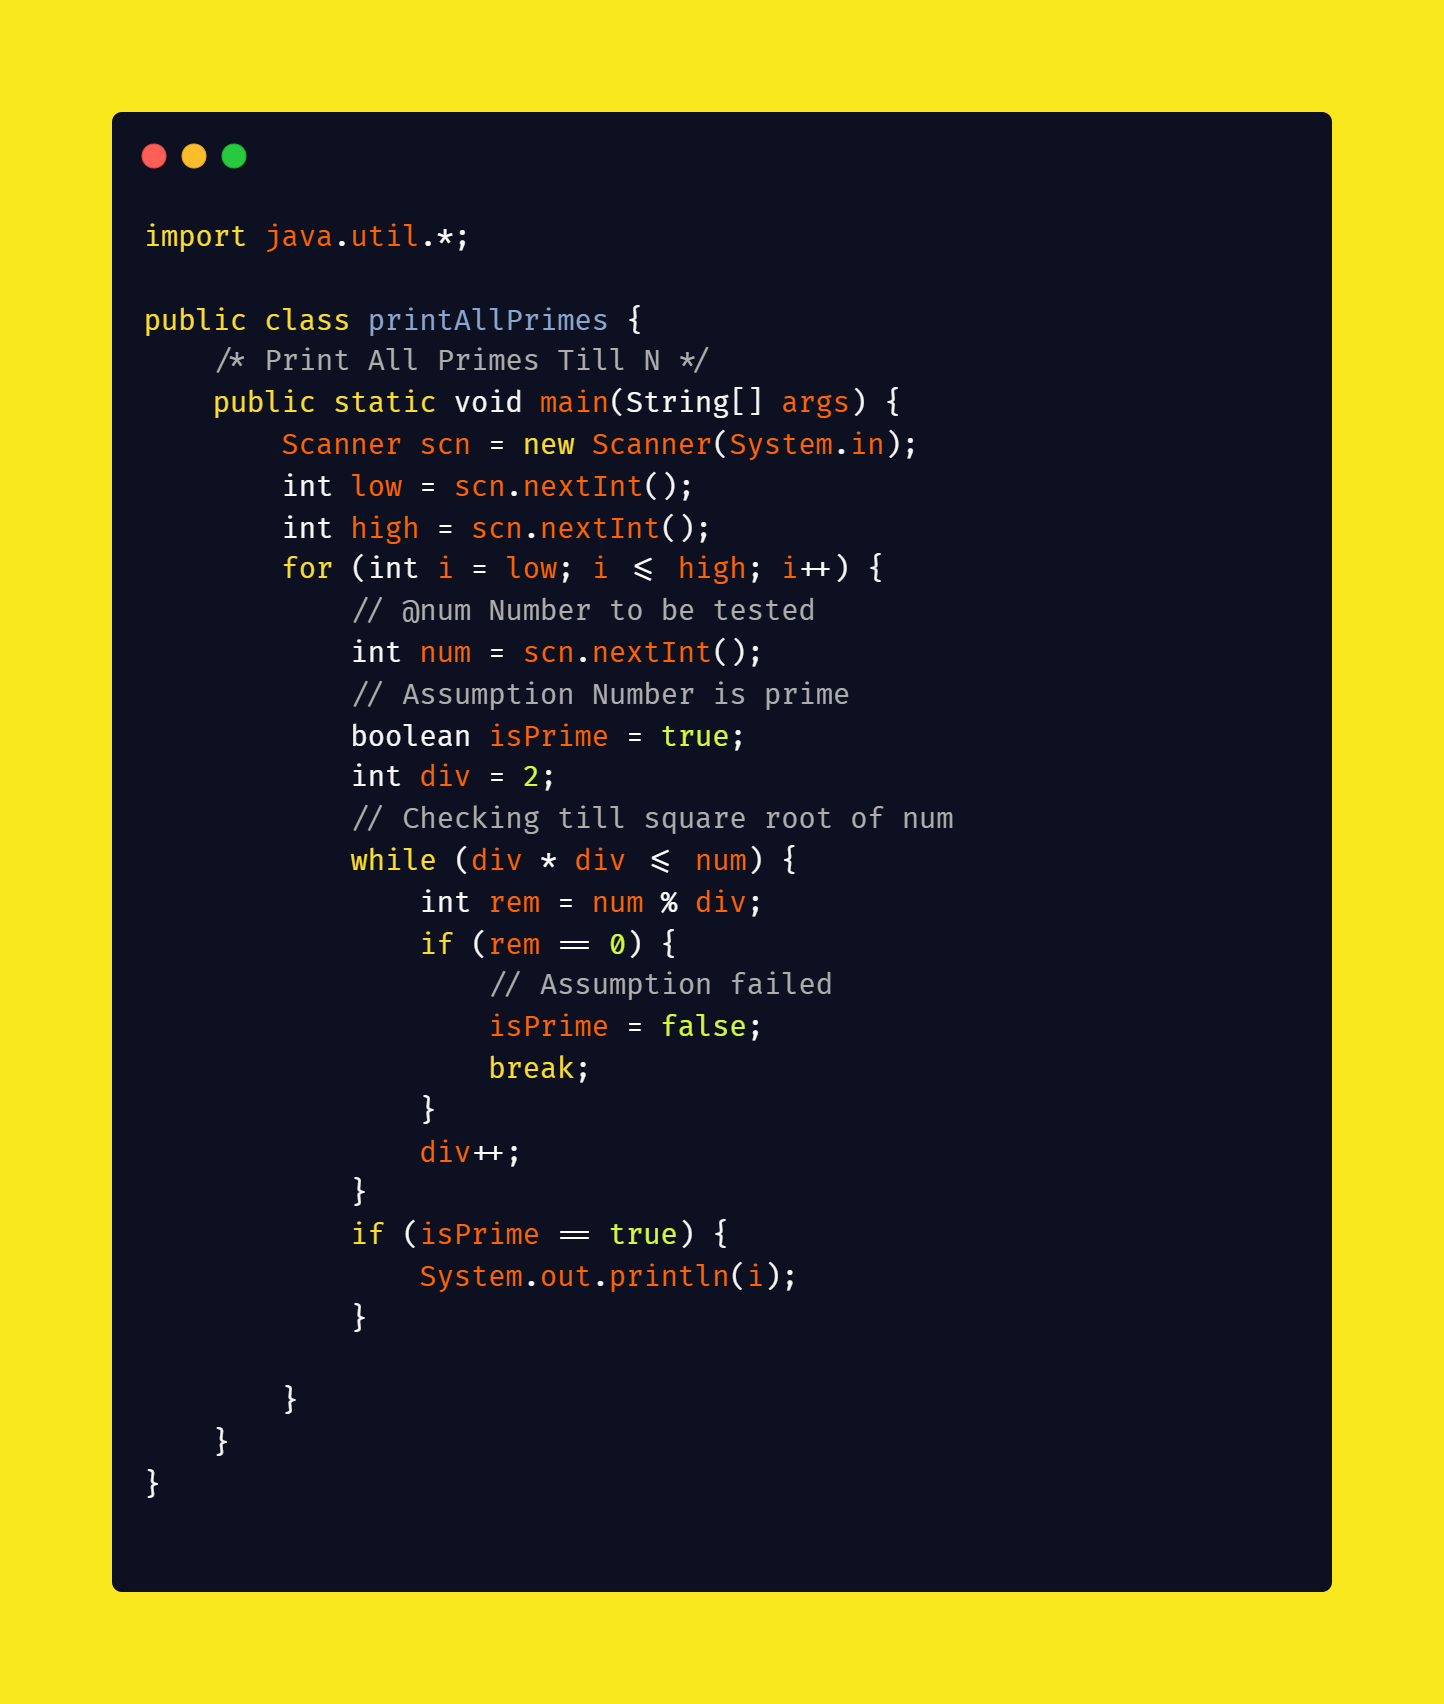 import java.util.*;

public class printAllPrimes {
    /* Print All Primes Till N */
    public static void main(String[] args) {
        Scanner scn = new Scanner(System.in);
        int low = scn.nextInt();
        int high = scn.nextInt();
        for (int i = low; i <= high; i++) {
            // @num Number to be tested
            int num = scn.nextInt();
            // Assumption Number is prime
            boolean isPrime = true;
            int div = 2;
            // Checking till square root of num
            while (div * div <= num) {
                int rem = num % div;
                if (rem == 0) {
                    // Assumption failed
                    isPrime = false;
                    break;
                }
                div++;
            }
            if (isPrime == true) {
                System.out.println(i);
            }

        }
    }
}